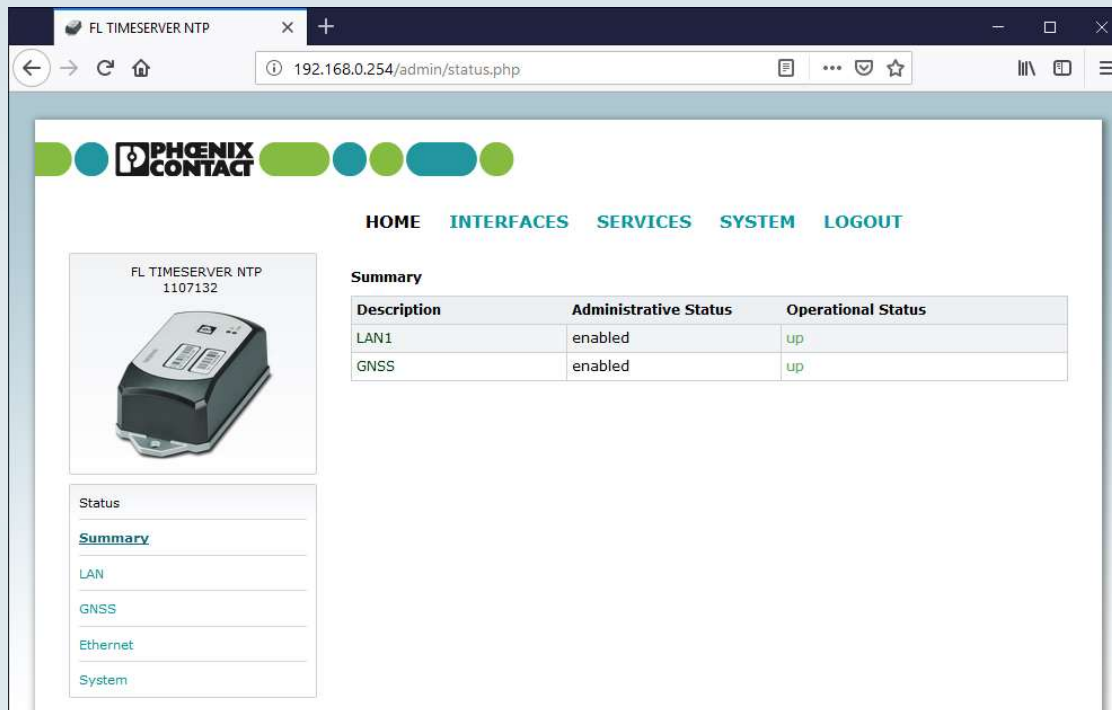 FL TIMESERVER NTP
192.168.0.254/admin/status.php
PHŒNIX
CONTACT
HOME INTERFACES SERVICES SYSTEM LOGOUT
FL TIMESERVER NTP
1107132
Summary
Description Administrative Status Operational Status
LAN1 enabled up
GNSS enabled up
Status
Summary
LAN
GNSS
Ethernet
System